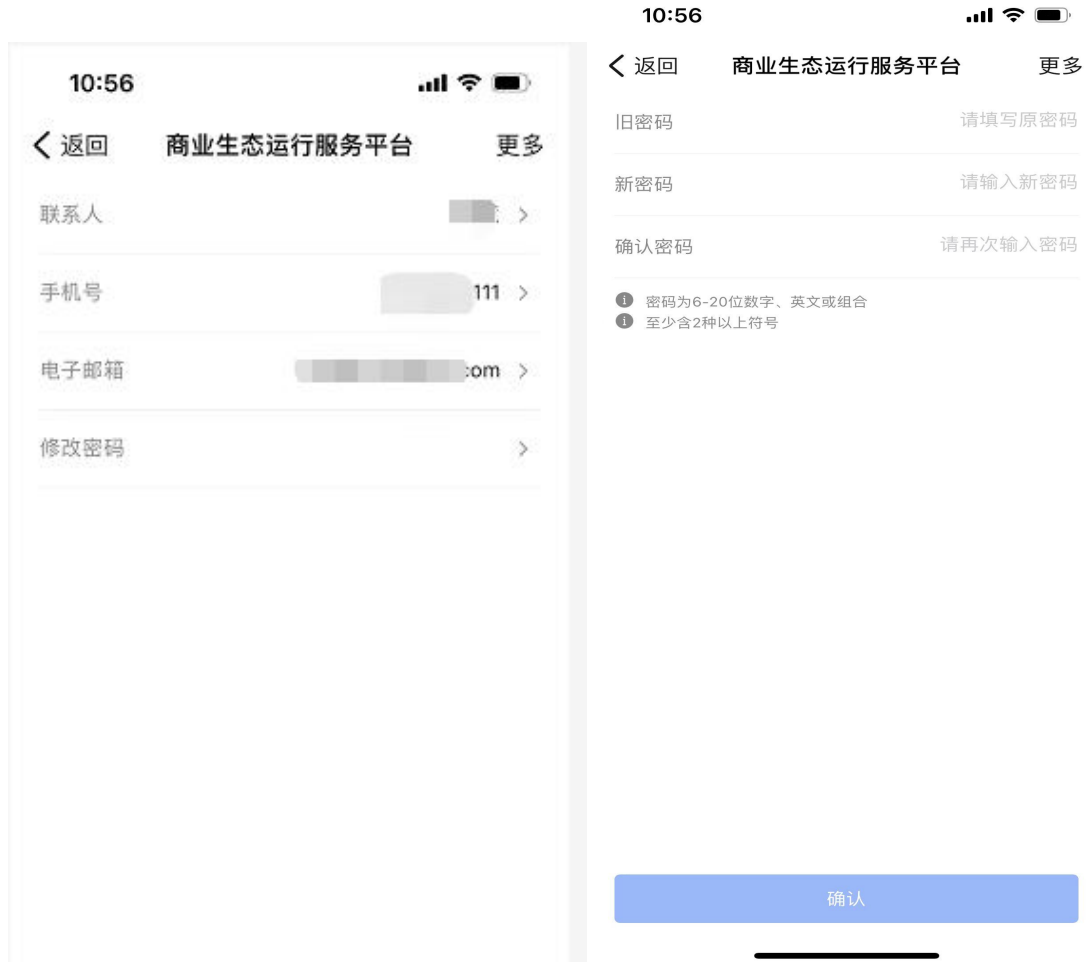 10:56
返回 商业生态运行服务平台 更多
联系人
手机号 111
电子邮箱 com
修改密码
10:56
返回 商业生态运行服务平台 更多
旧密码 请填写原密码
新密码 请输入新密码
确认密码 请再次输入密码
密码为6-20位数字、英文或组合
至少含2种以上符号
确认